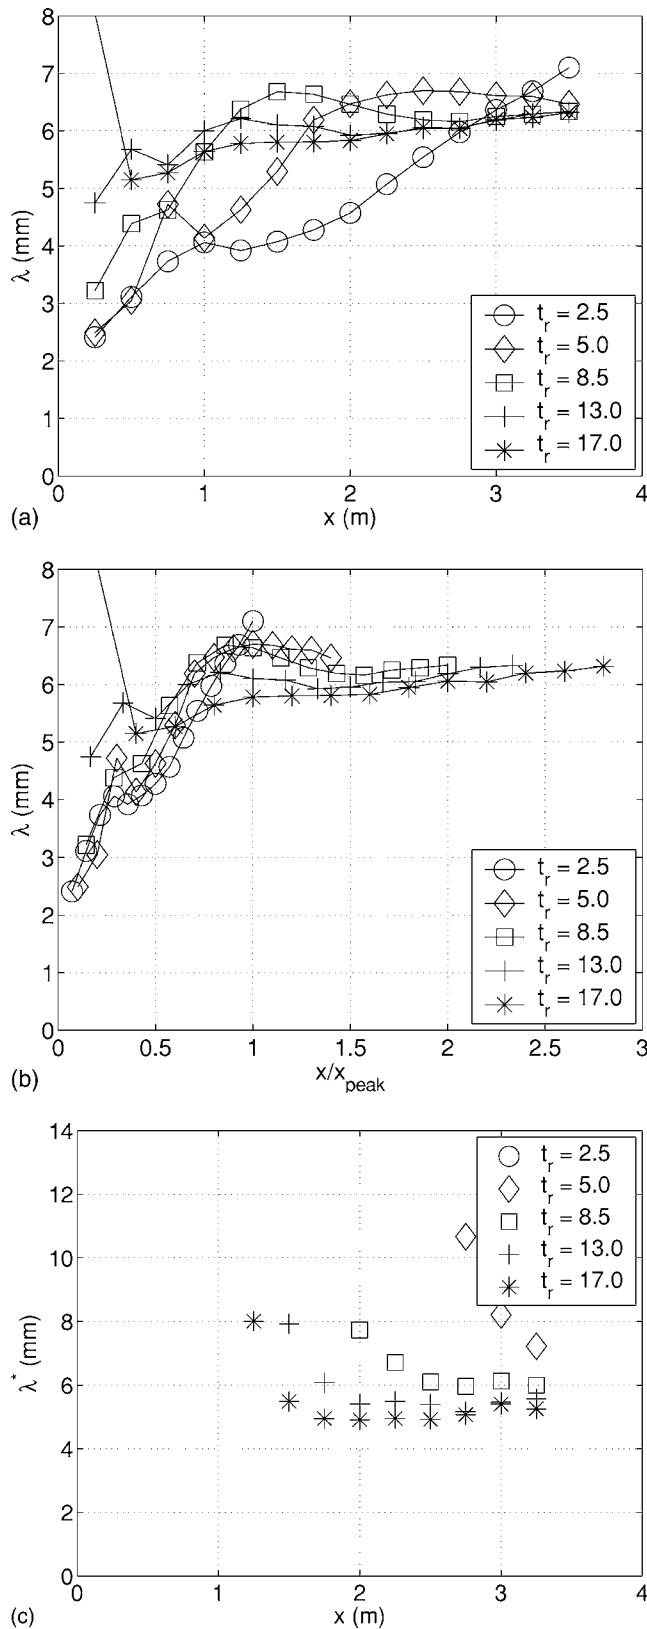 8
7
6
5
4
3
2
1
0
λ (mm)
t_r = 2.5
t_r = 5.0
t_r = 8.5
t_r = 13.0
t_r = 17.0
0 1 2 3 4
(a) x (m)
8
7
6
5
4
3
2
1
0
λ (mm)
t_r = 2.5
t_r = 5.0
t_r = 8.5
t_r = 13.0
t_r = 17.0
0 0.5 1 1.5 2 2.5 3
(b) x/x_peak
14
12
10
8
6
4
2
0
λ* (mm)
t_r = 2.5
t_r = 5.0
t_r = 8.5
t_r = 13.0
t_r = 17.0
0 1 2 3 4
(c) x (m)